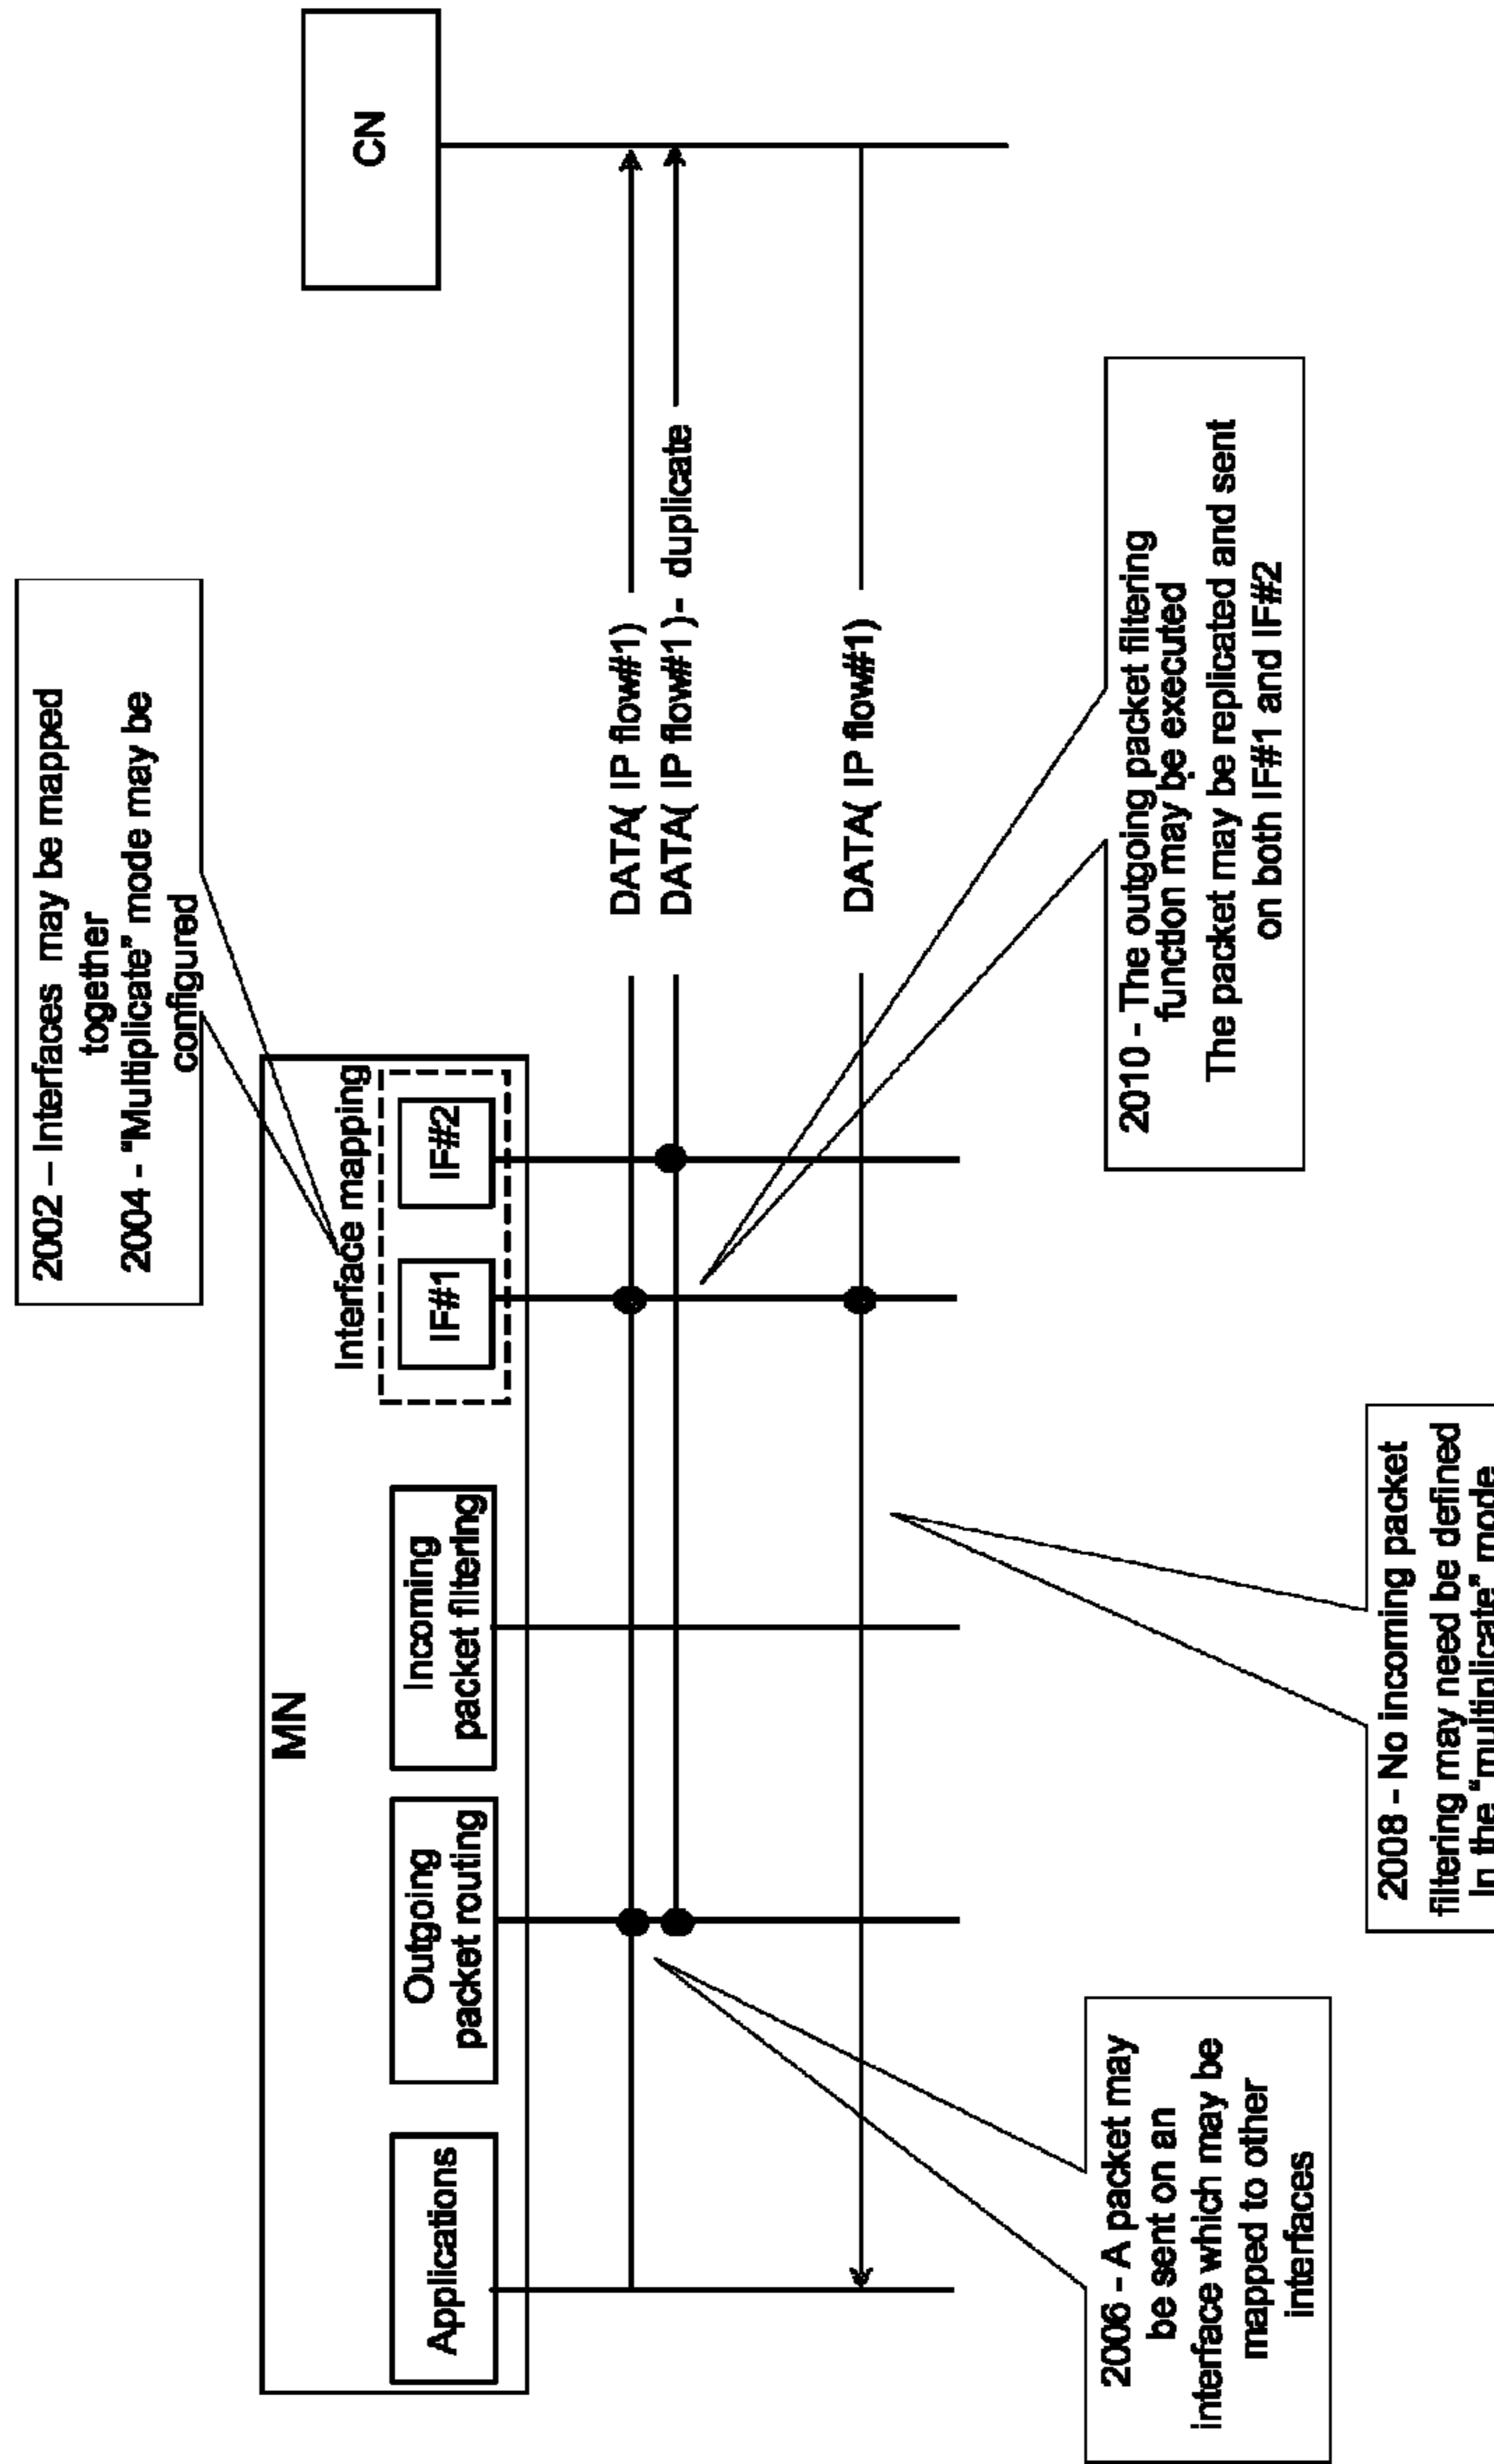 2002 – Interfaces may be mapped
together
2004 - "Multiplicate" mode may be
configured
MN
CN
Applications
Outgoing
packet routing
Incoming
packet filtering
Interface mapping
IF#1
IF#2
DATA( IP flow#1)
DATA( IP flow#1 )- duplicate
DATA( IP flow#1)
2006 - A packet may
be sent on an
interface which may be
mapped to other
interfaces
2008 - No incoming packet
filtering may need be defined
In the "multiplicate" mode
2010 - The outgoing packet filtering
function may be executed
The packet may be replicated and sent
on both IF#1 and IF#2